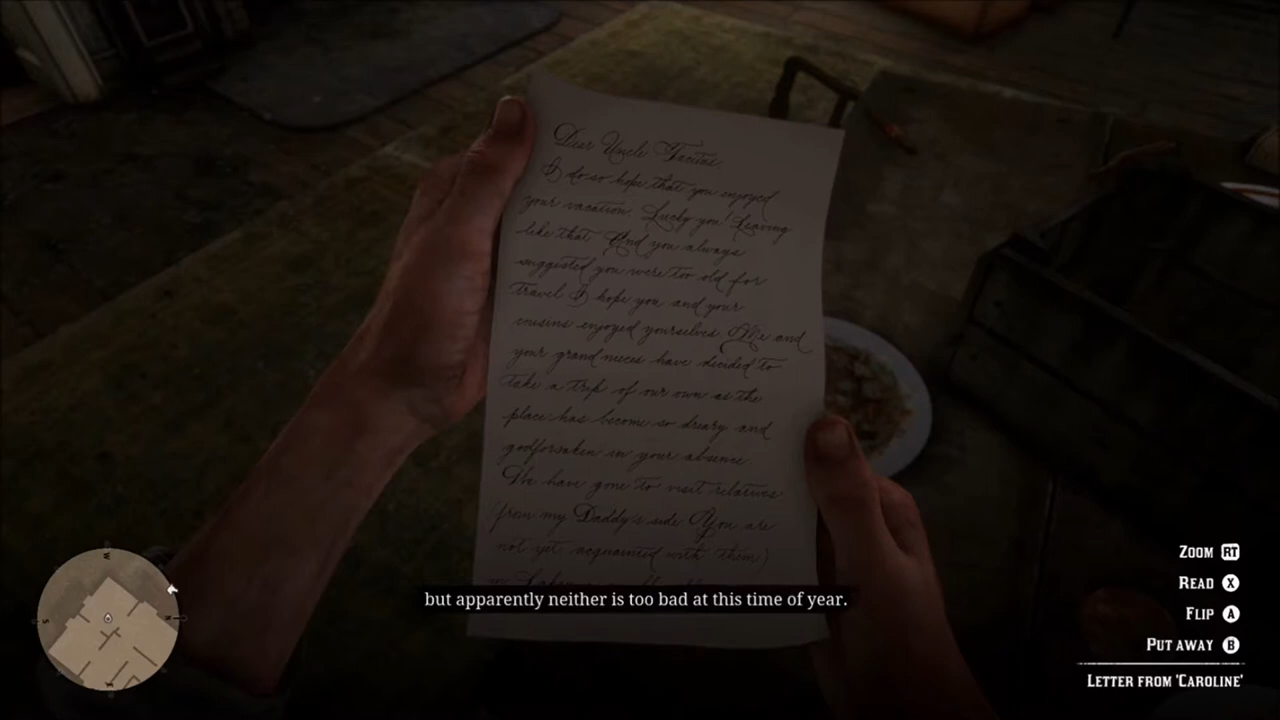 Dear Uncle Tacitus
I do so hope that you enjoyed
your vacation. Lucky you! Leaving
like that. And you always
suggested you were too old for
travel I hope you and your
cousins enjoyed yourselves. Me and
your grand nieces have decided to
take a trip of our own as the
place has become so dreary and
godforsaken in your absence
We have gone to visit relatives
from my Daddy's side (You are
not yet acquainted with them)
but apparently neither is too bad at this time of year.
ZOOM RT
READ X
FLIP A
PUT AWAY B
LETTER FROM 'CAROLINE'
W
S
N